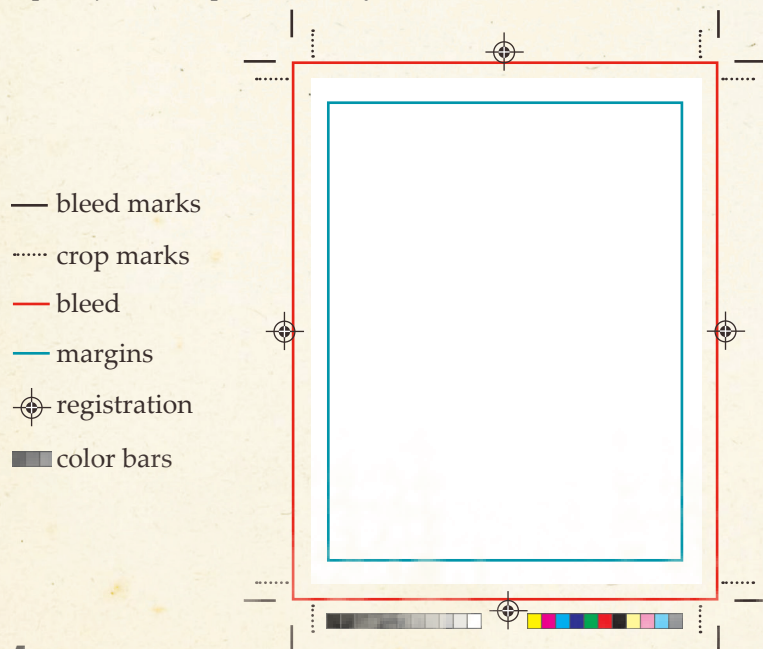 bleed marks
crop marks
bleed
margins
registration
color bars